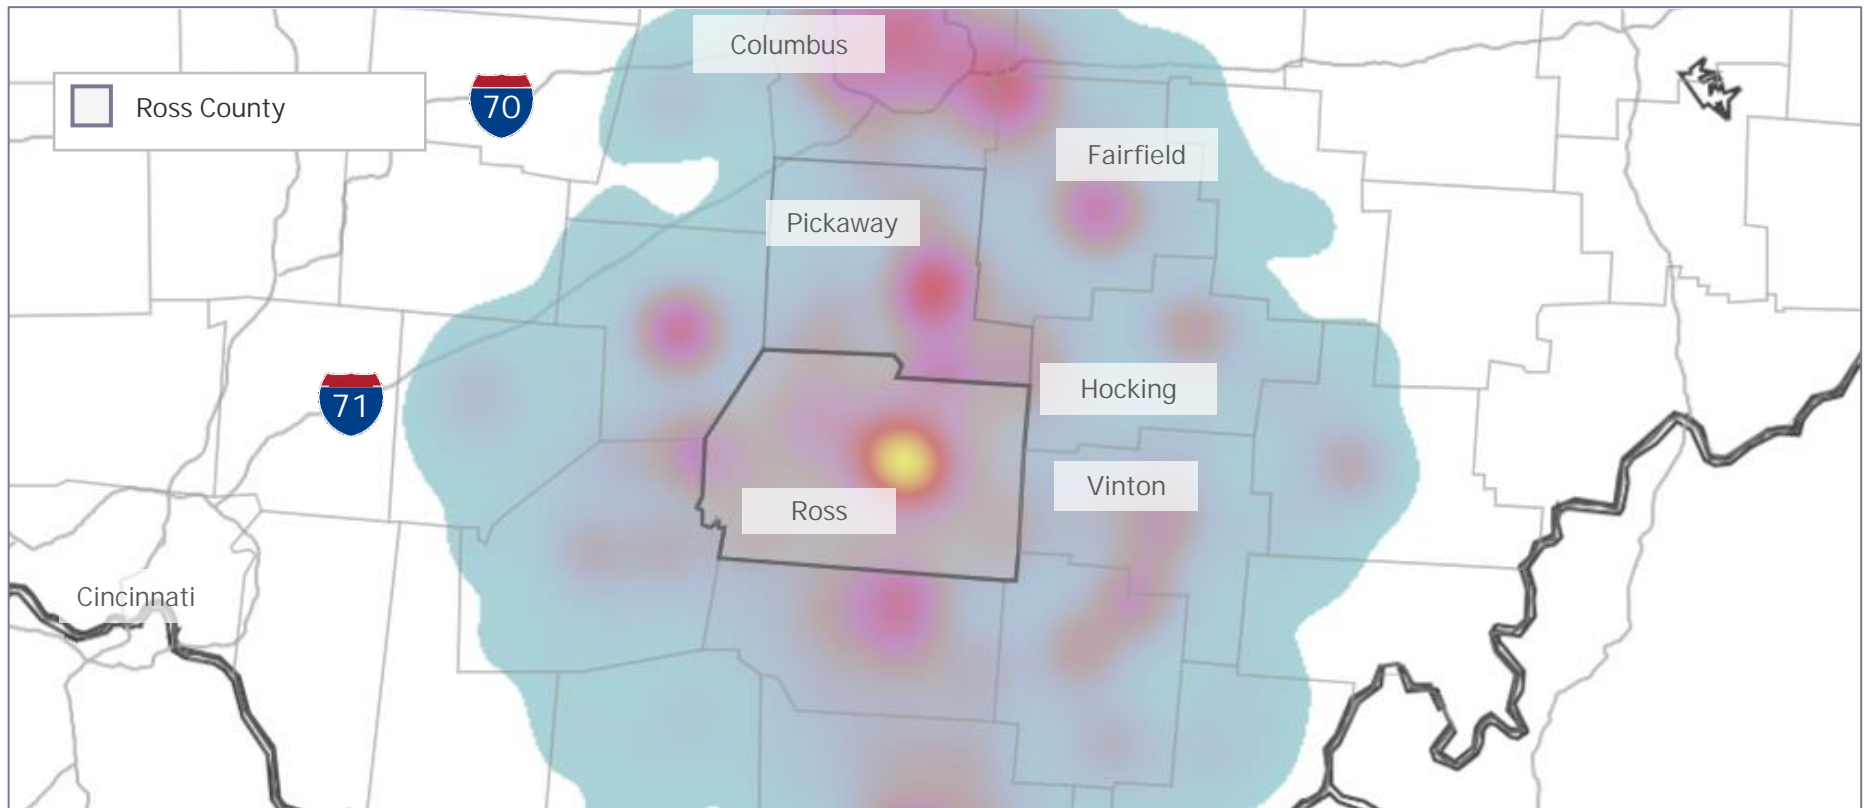 Columbus
70
Ross County
Fairfield
Pickaway
Hocking
71
Vinton
Ross
Cincinnati